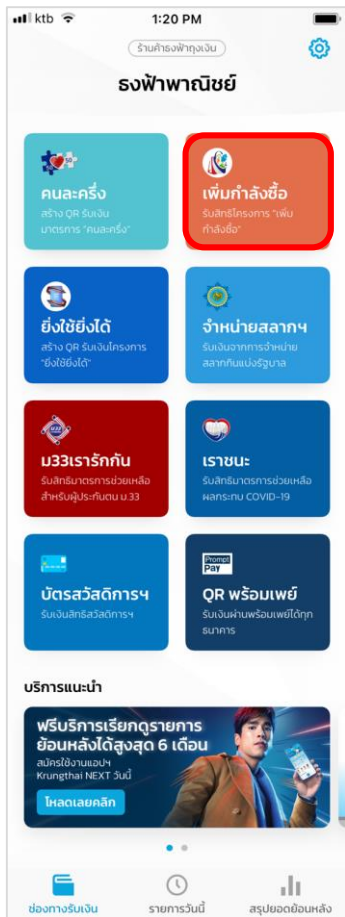 ktb
1:20 PM
ร้านค้าธงฟ้าถุงเงิน
ธงฟ้าพาณิชย์
คนละครึ่ง
สร้าง QR รับเงิน
มาตรการ "คนละครึ่ง"
เพิ่มกำลังซื้อ
รับสิทธิโครงการ "เพิ่ม
กำลังซื้อ"
ยิ่งใช้ยิ่งได้
สร้าง QR รับเงินโครงการ
"ยิ่งใช้ยิ่งได้"
จำหน่ายสลากฯ
รับเงินจากการจำหน่าย
สลากกินแบ่งรัฐบาล
ม33เรารักกัน
รับสิทธิมาตรการช่วยเหลือ
สำหรับผู้ประกันตน ม.33
เราชนะ
รับสิทธิมาตรการช่วยเหลือ
ผลกระทบ COVID-19
บัตรสวัสดิการฯ
รับเงินสิทธิสวัสดิการฯ
Prompt
Pay
QR พร้อมเพย์
รับเงินผ่านพร้อมเพย์ได้ทุก
ธนาคาร
บริการแนะนำ
ฟรีบริการเรียกดูรายการ
ย้อนหลังได้สูงสุด 6 เดือน
สมัครใช้งานแอปฯ
Krungthai NEXT วันนี้
โหลดเลยคลิก
ช่องทางรับเงิน
รายการวันนี้
สรุปยอดย้อนหลัง